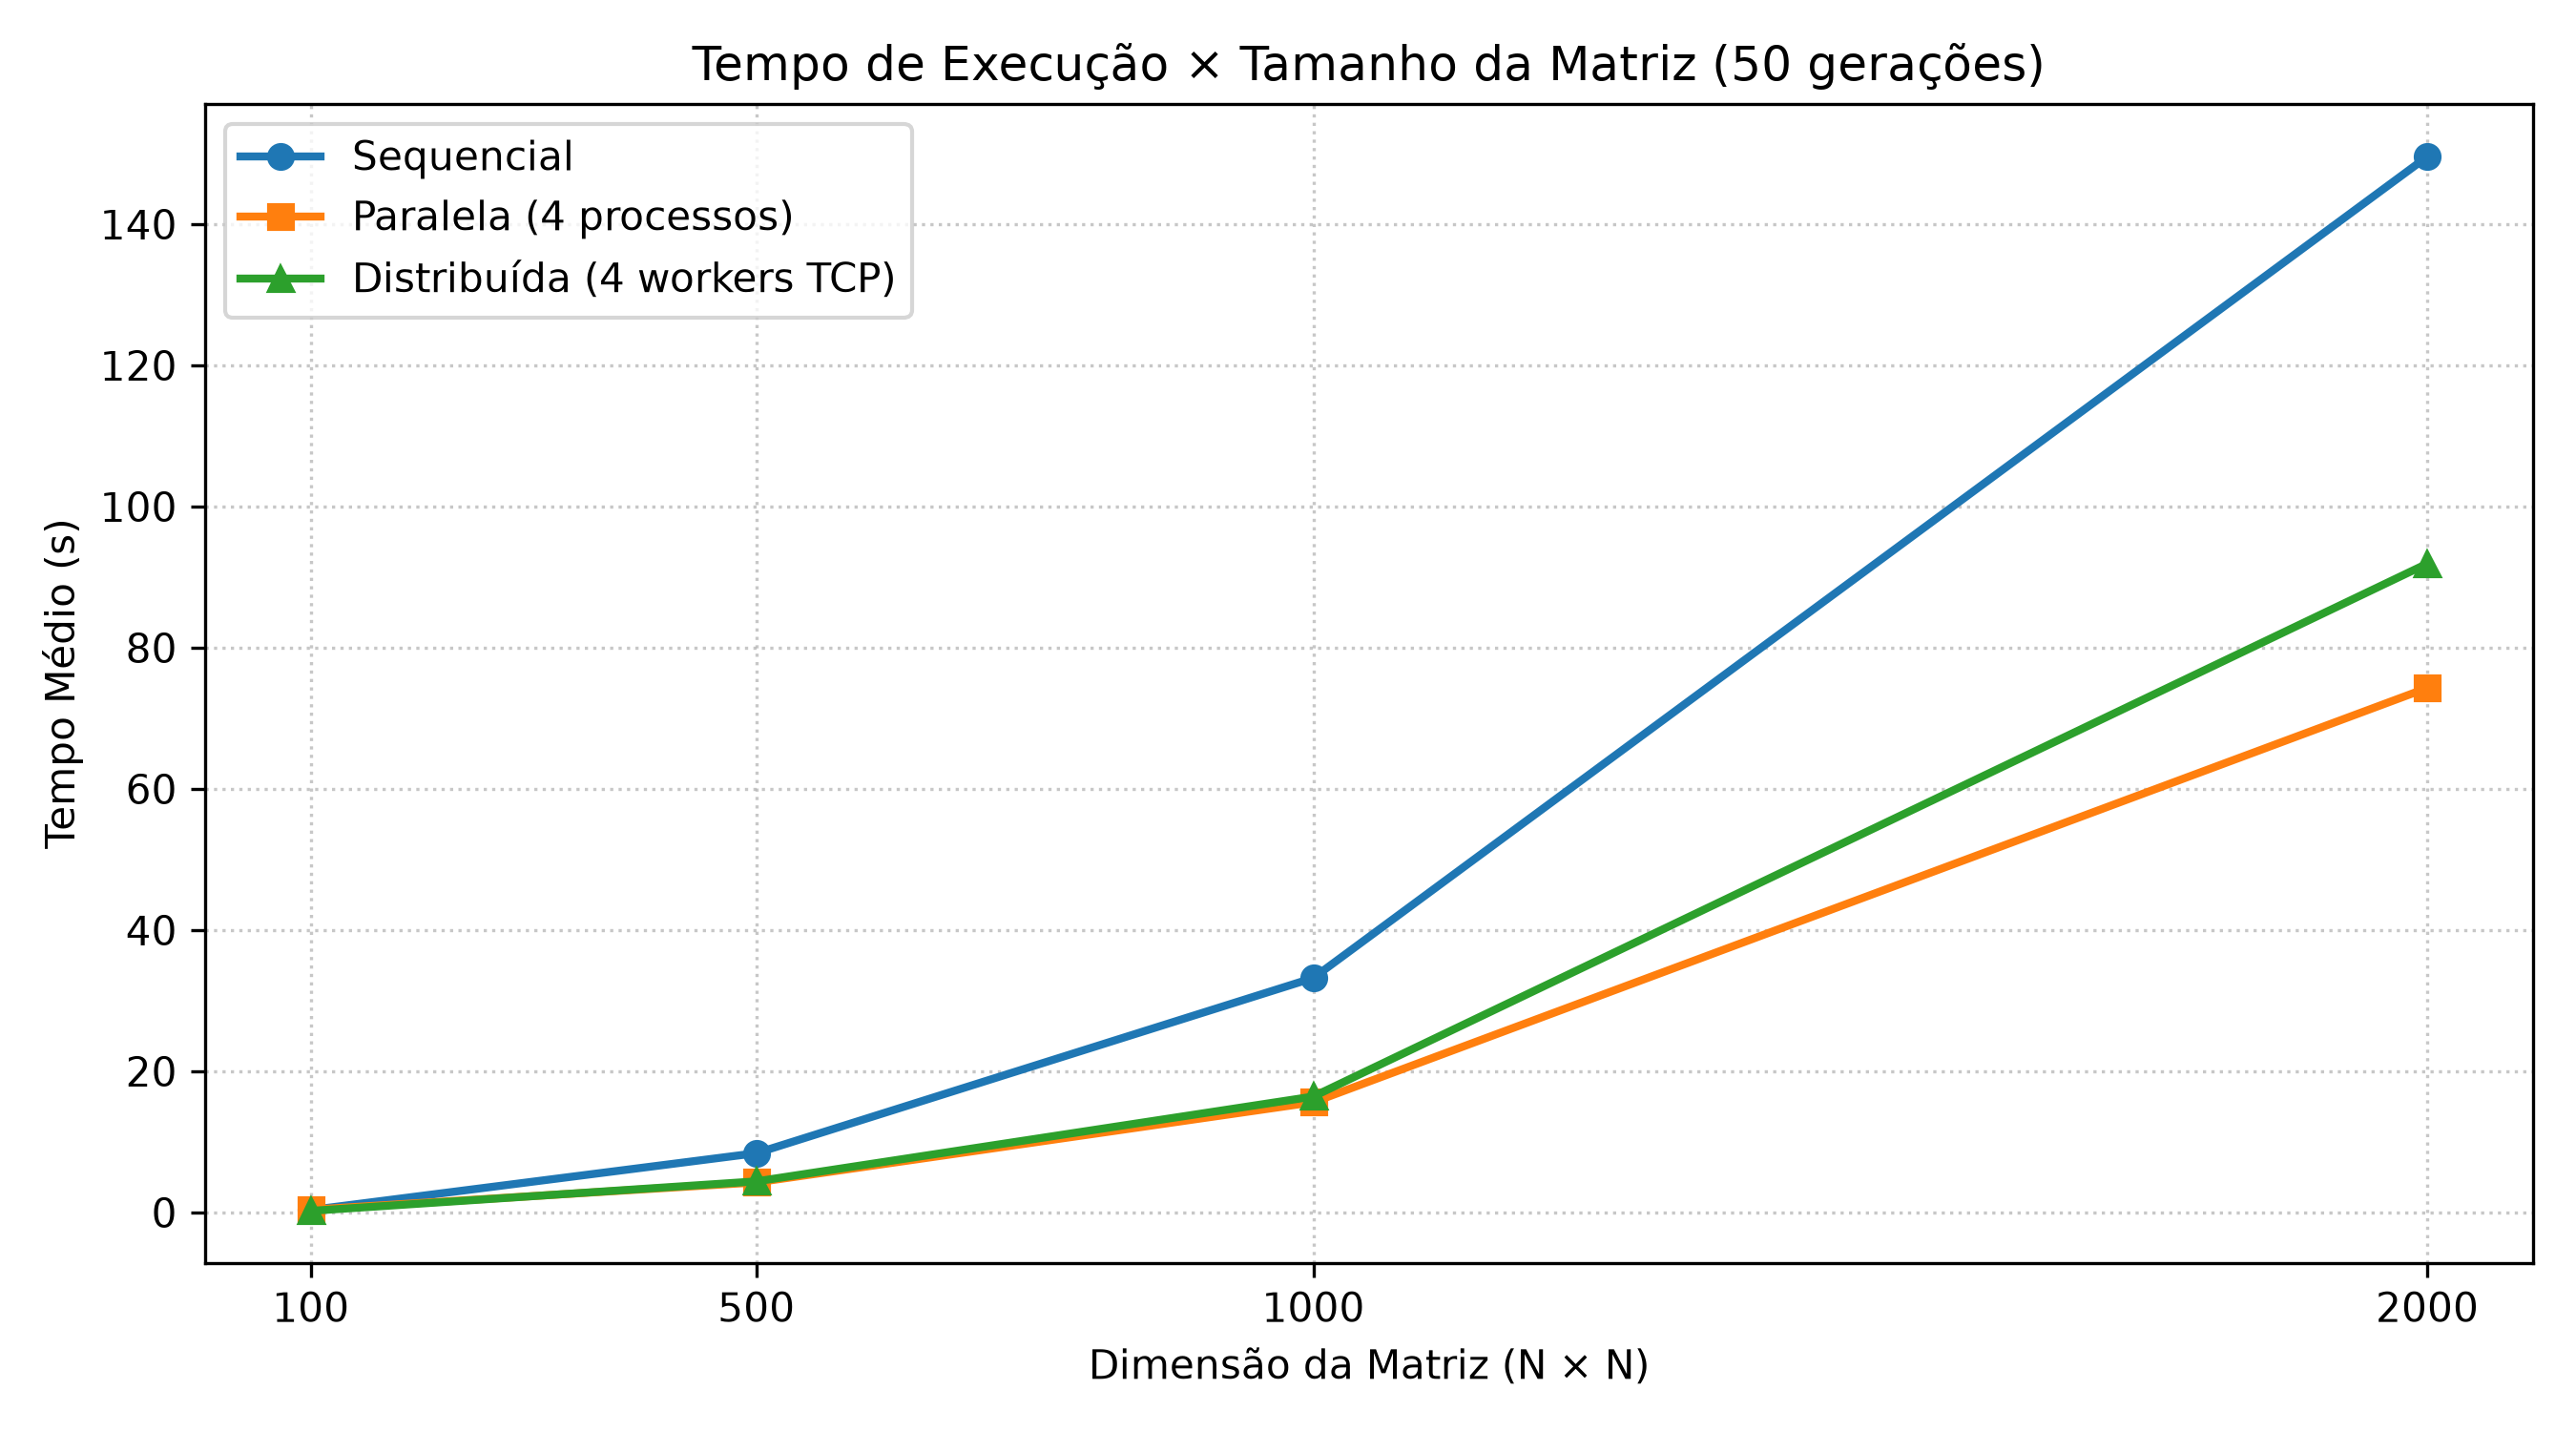 Tempo de Execução × Tamanho da Matriz (50 gerações)
Sequencial
Paralela (4 processos)
Distribuída (4 workers TCP)
140
120
100
80
60
40
20
0
Tempo Médio (s)
100 500 1000 2000
Dimensão da Matriz (N × N)